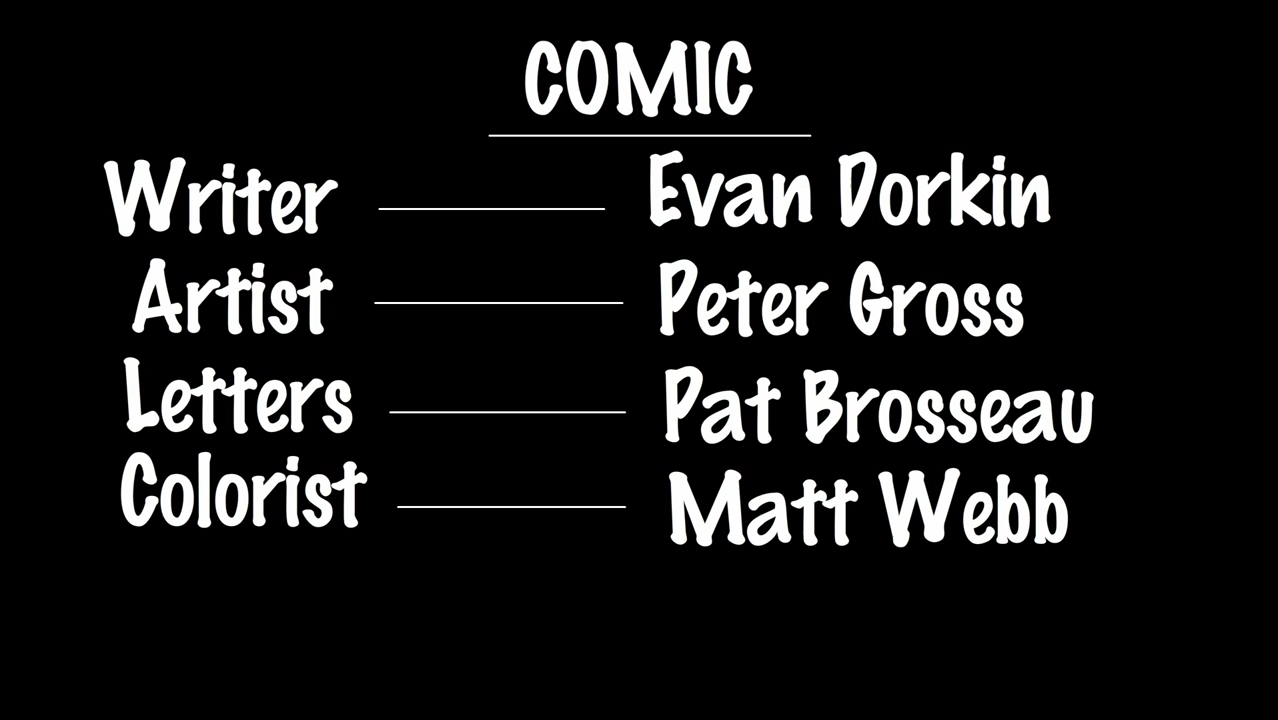 COMIC
Writer Evan Dorkin
Artist Peter Gross
Letters Pat Brosseau
Colorist Matt Webb